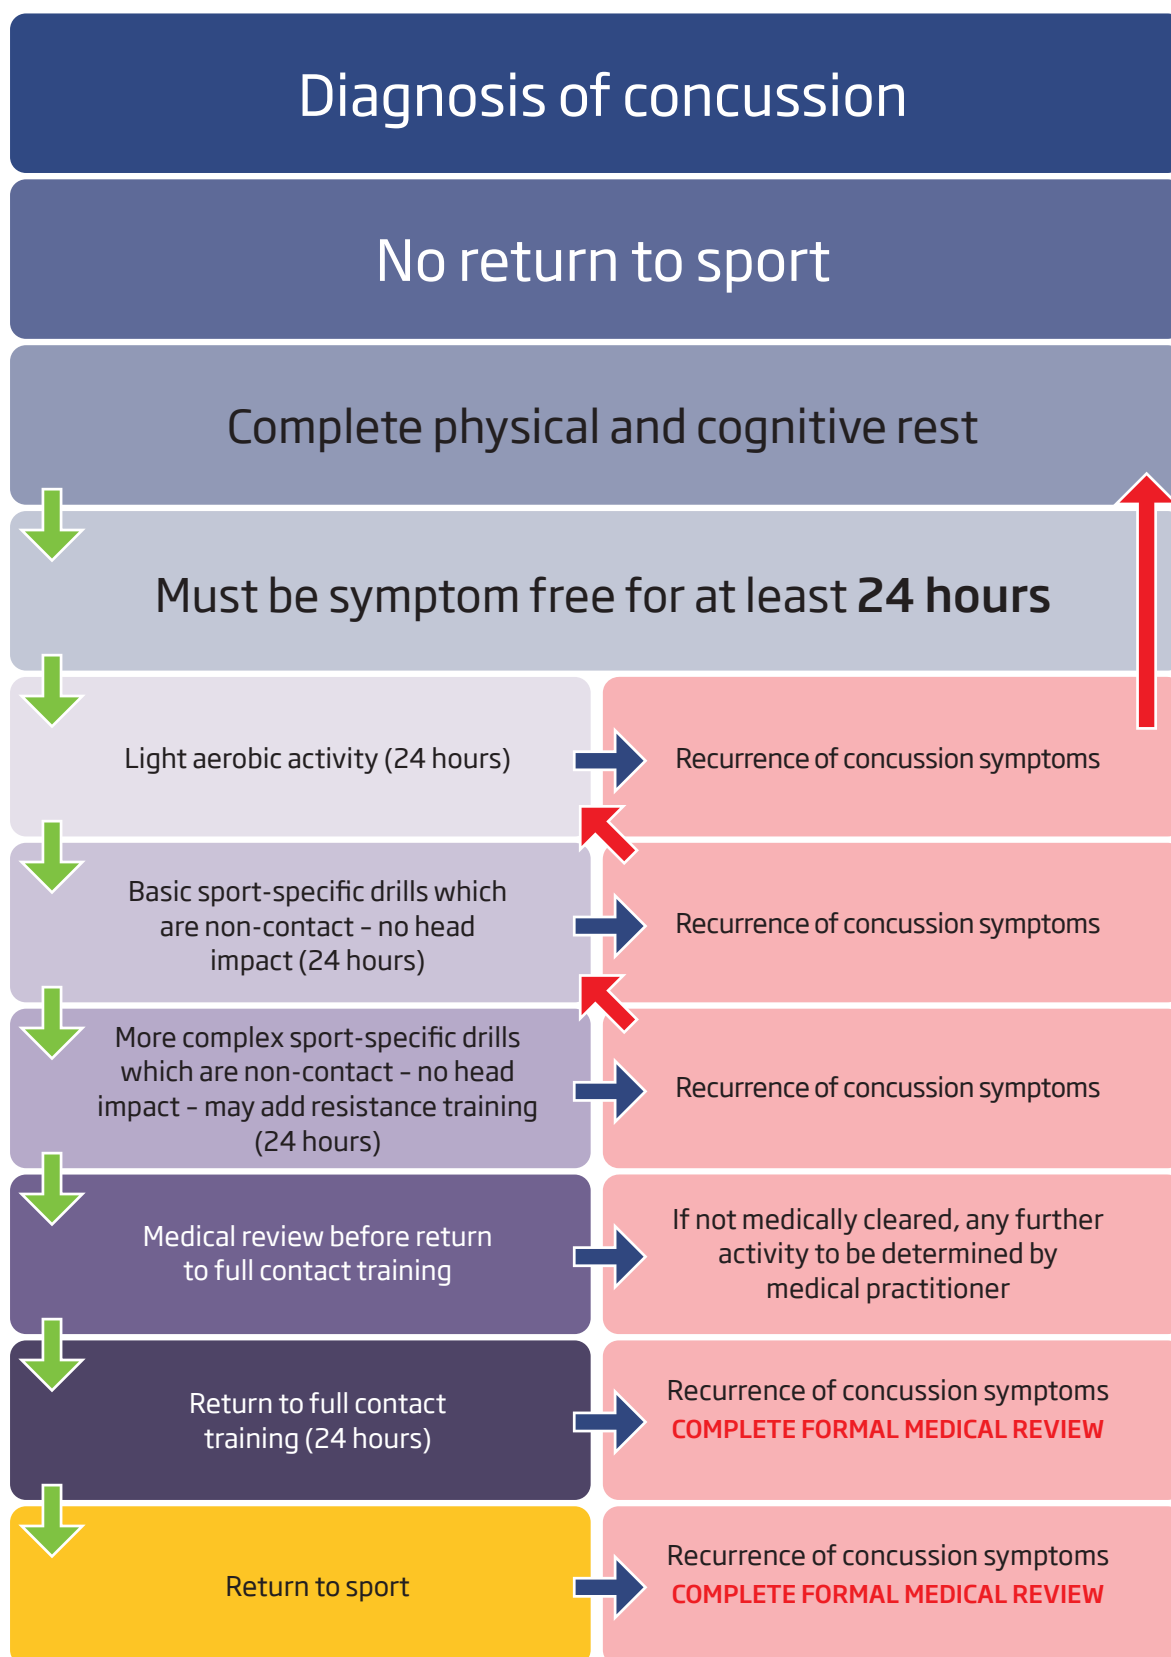 Diagnosis of concussion
No return to sport
Complete physical and cognitive rest
Must be symptom free for at least 24 hours
Light aerobic activity (24 hours)
Recurrence of concussion symptoms
Basic sport-specific drills which
are non-contact – no head
impact (24 hours)
Recurrence of concussion symptoms
More complex sport-specific drills
which are non-contact – no head
impact – may add resistance training
(24 hours)
Recurrence of concussion symptoms
Medical review before return
to full contact training
If not medically cleared, any further
activity to be determined by
medical practitioner
Return to full contact
training (24 hours)
Recurrence of concussion symptoms
COMPLETE FORMAL MEDICAL REVIEW
Return to sport
Recurrence of concussion symptoms
COMPLETE FORMAL MEDICAL REVIEW